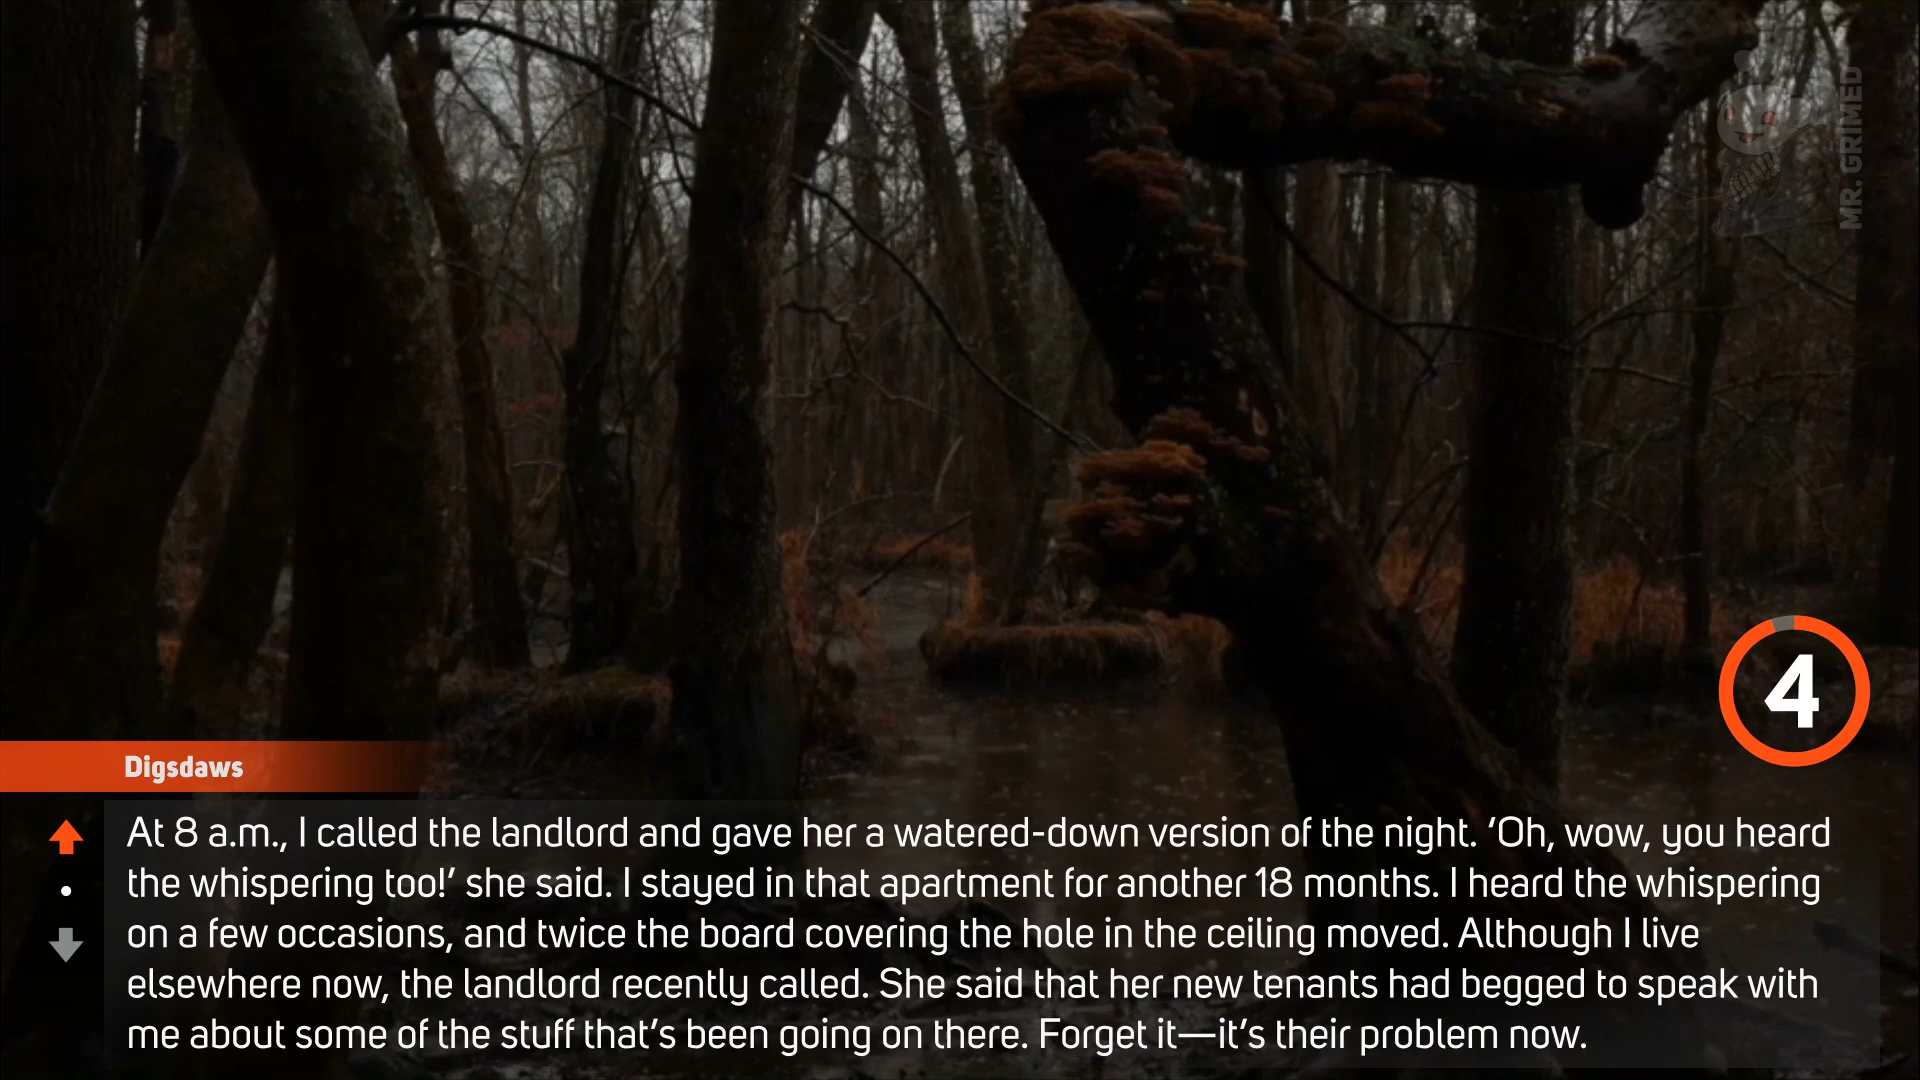 MR. GRIMED
4
Digsdaws
At 8 a.m., I called the landlord and gave her a watered-down version of the night. ‘Oh, wow, you heard
the whispering too!’ she said. I stayed in that apartment for another 18 months. I heard the whispering
on a few occasions, and twice the board covering the hole in the ceiling moved. Although I live
elsewhere now, the landlord recently called. She said that her new tenants had begged to speak with
me about some of the stuff that’s been going on there. Forget it—it’s their problem now.